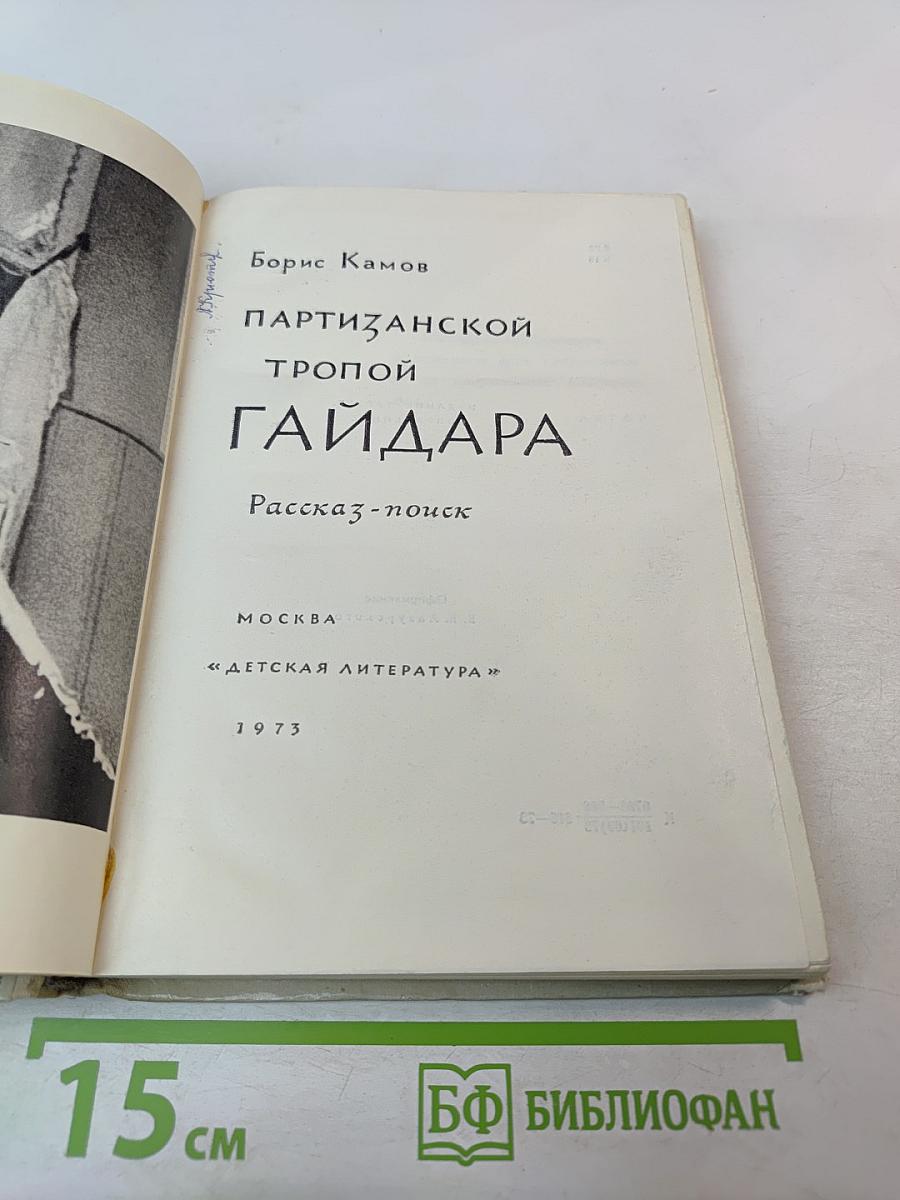 Борис Камов
ПАРТИЗАНСКОЙ
ТРОПОЙ
ГАЙДАРА
Рассказ-поиск
МОСКВА
«ДЕТСКАЯ ЛИТЕРАТУРА»
1973
15 см
БФ БИБЛИОФАН